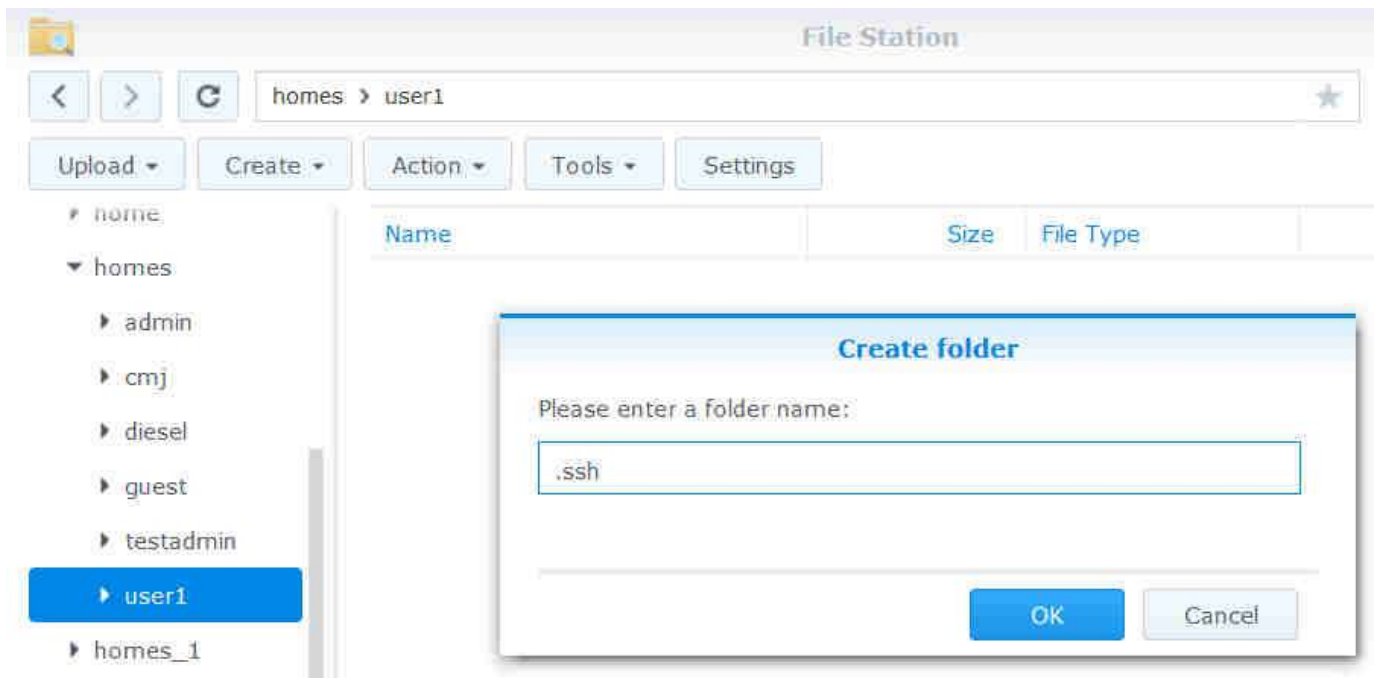 File Station
homes > user1
Upload Create Action Tools Settings
home
Name Size File Type
homes
admin
cmj
diesel
guest
testadmin
user1
homes_1
Create folder
Please enter a folder name:
.ssh
OK Cancel